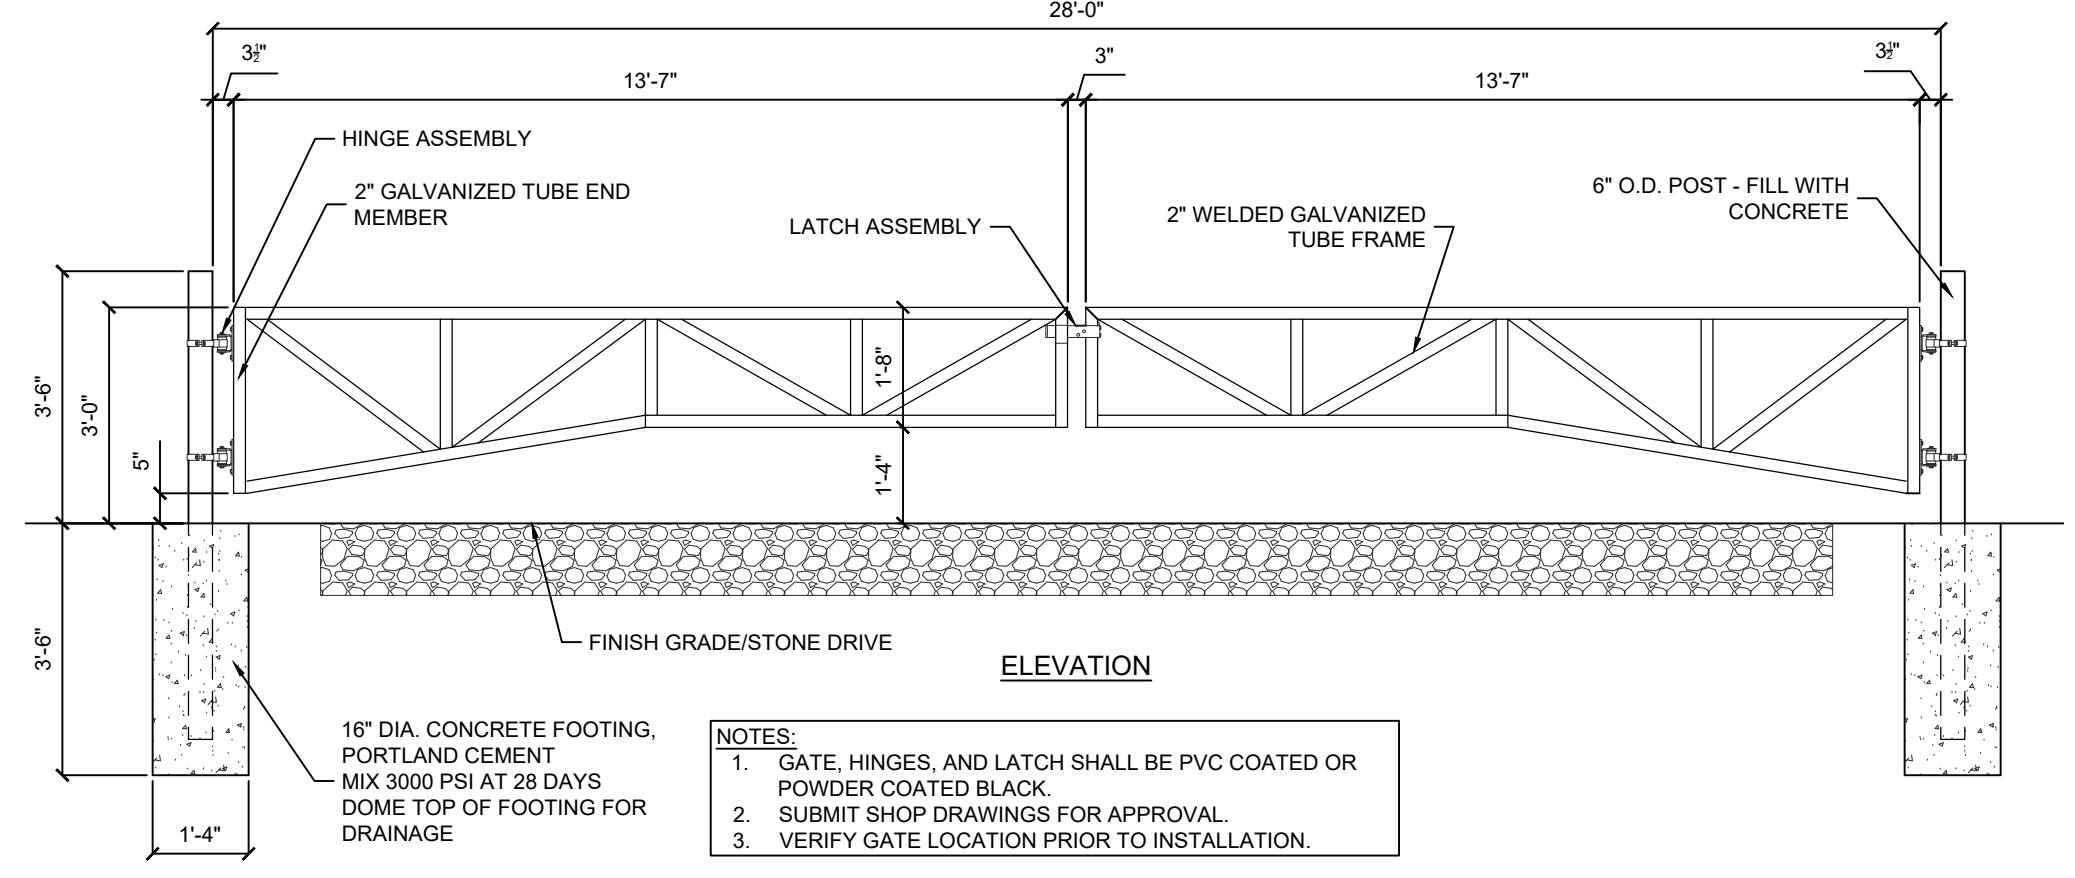 28'-0"
3½"
13'-7"
3"
13'-7"
3½"
HINGE ASSEMBLY
2" GALVANIZED TUBE END
MEMBER
LATCH ASSEMBLY
2" WELDED GALVANIZED
TUBE FRAME
6" O.D. POST - FILL WITH
CONCRETE
3'-6"
3'-0"
5"
1'-8"
1'-4"
3'-6"
FINISH GRADE/STONE DRIVE
ELEVATION
16" DIA. CONCRETE FOOTING,
PORTLAND CEMENT
MIX 3000 PSI AT 28 DAYS
DOME TOP OF FOOTING FOR
DRAINAGE
1'-4"
NOTES:
1. GATE, HINGES, AND LATCH SHALL BE PVC COATED OR
POWDER COATED BLACK.
2. SUBMIT SHOP DRAWINGS FOR APPROVAL.
3. VERIFY GATE LOCATION PRIOR TO INSTALLATION.